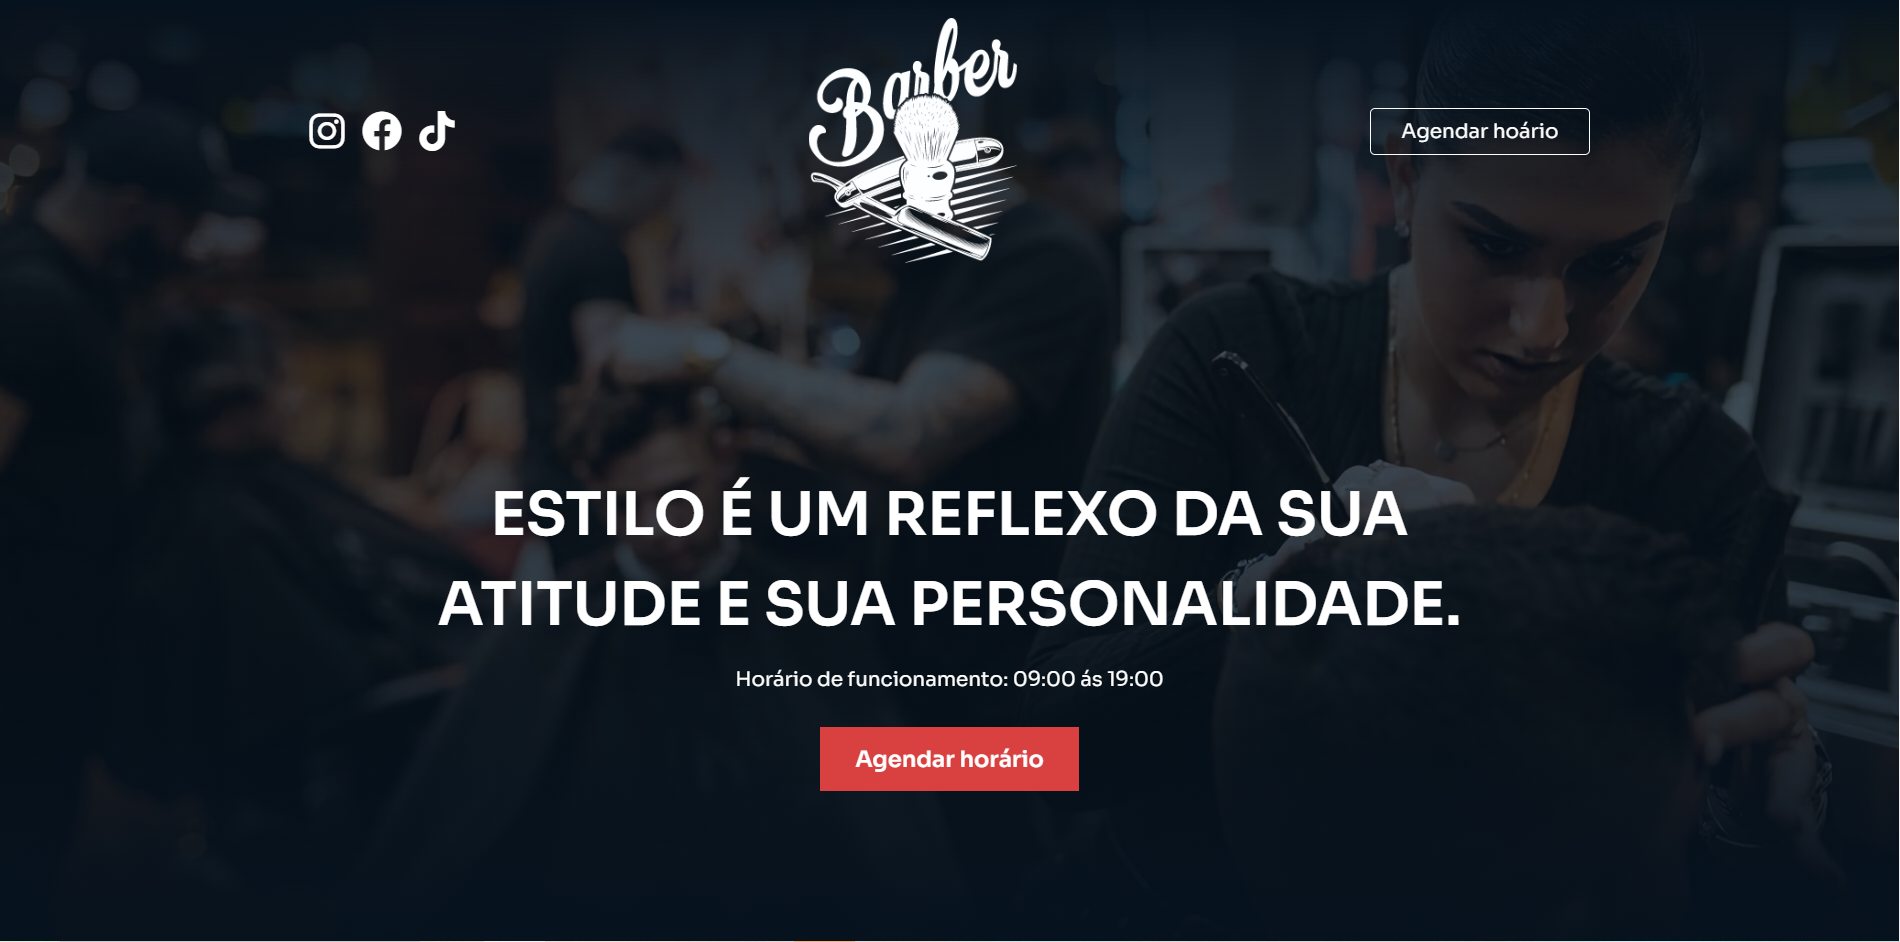 Barber
Agendar hoário
ESTILO É UM REFLEXO DA SUA
ATITUDE E SUA PERSONALIDADE.
Horário de funcionamento: 09:00 ás 19:00
Agendar horário